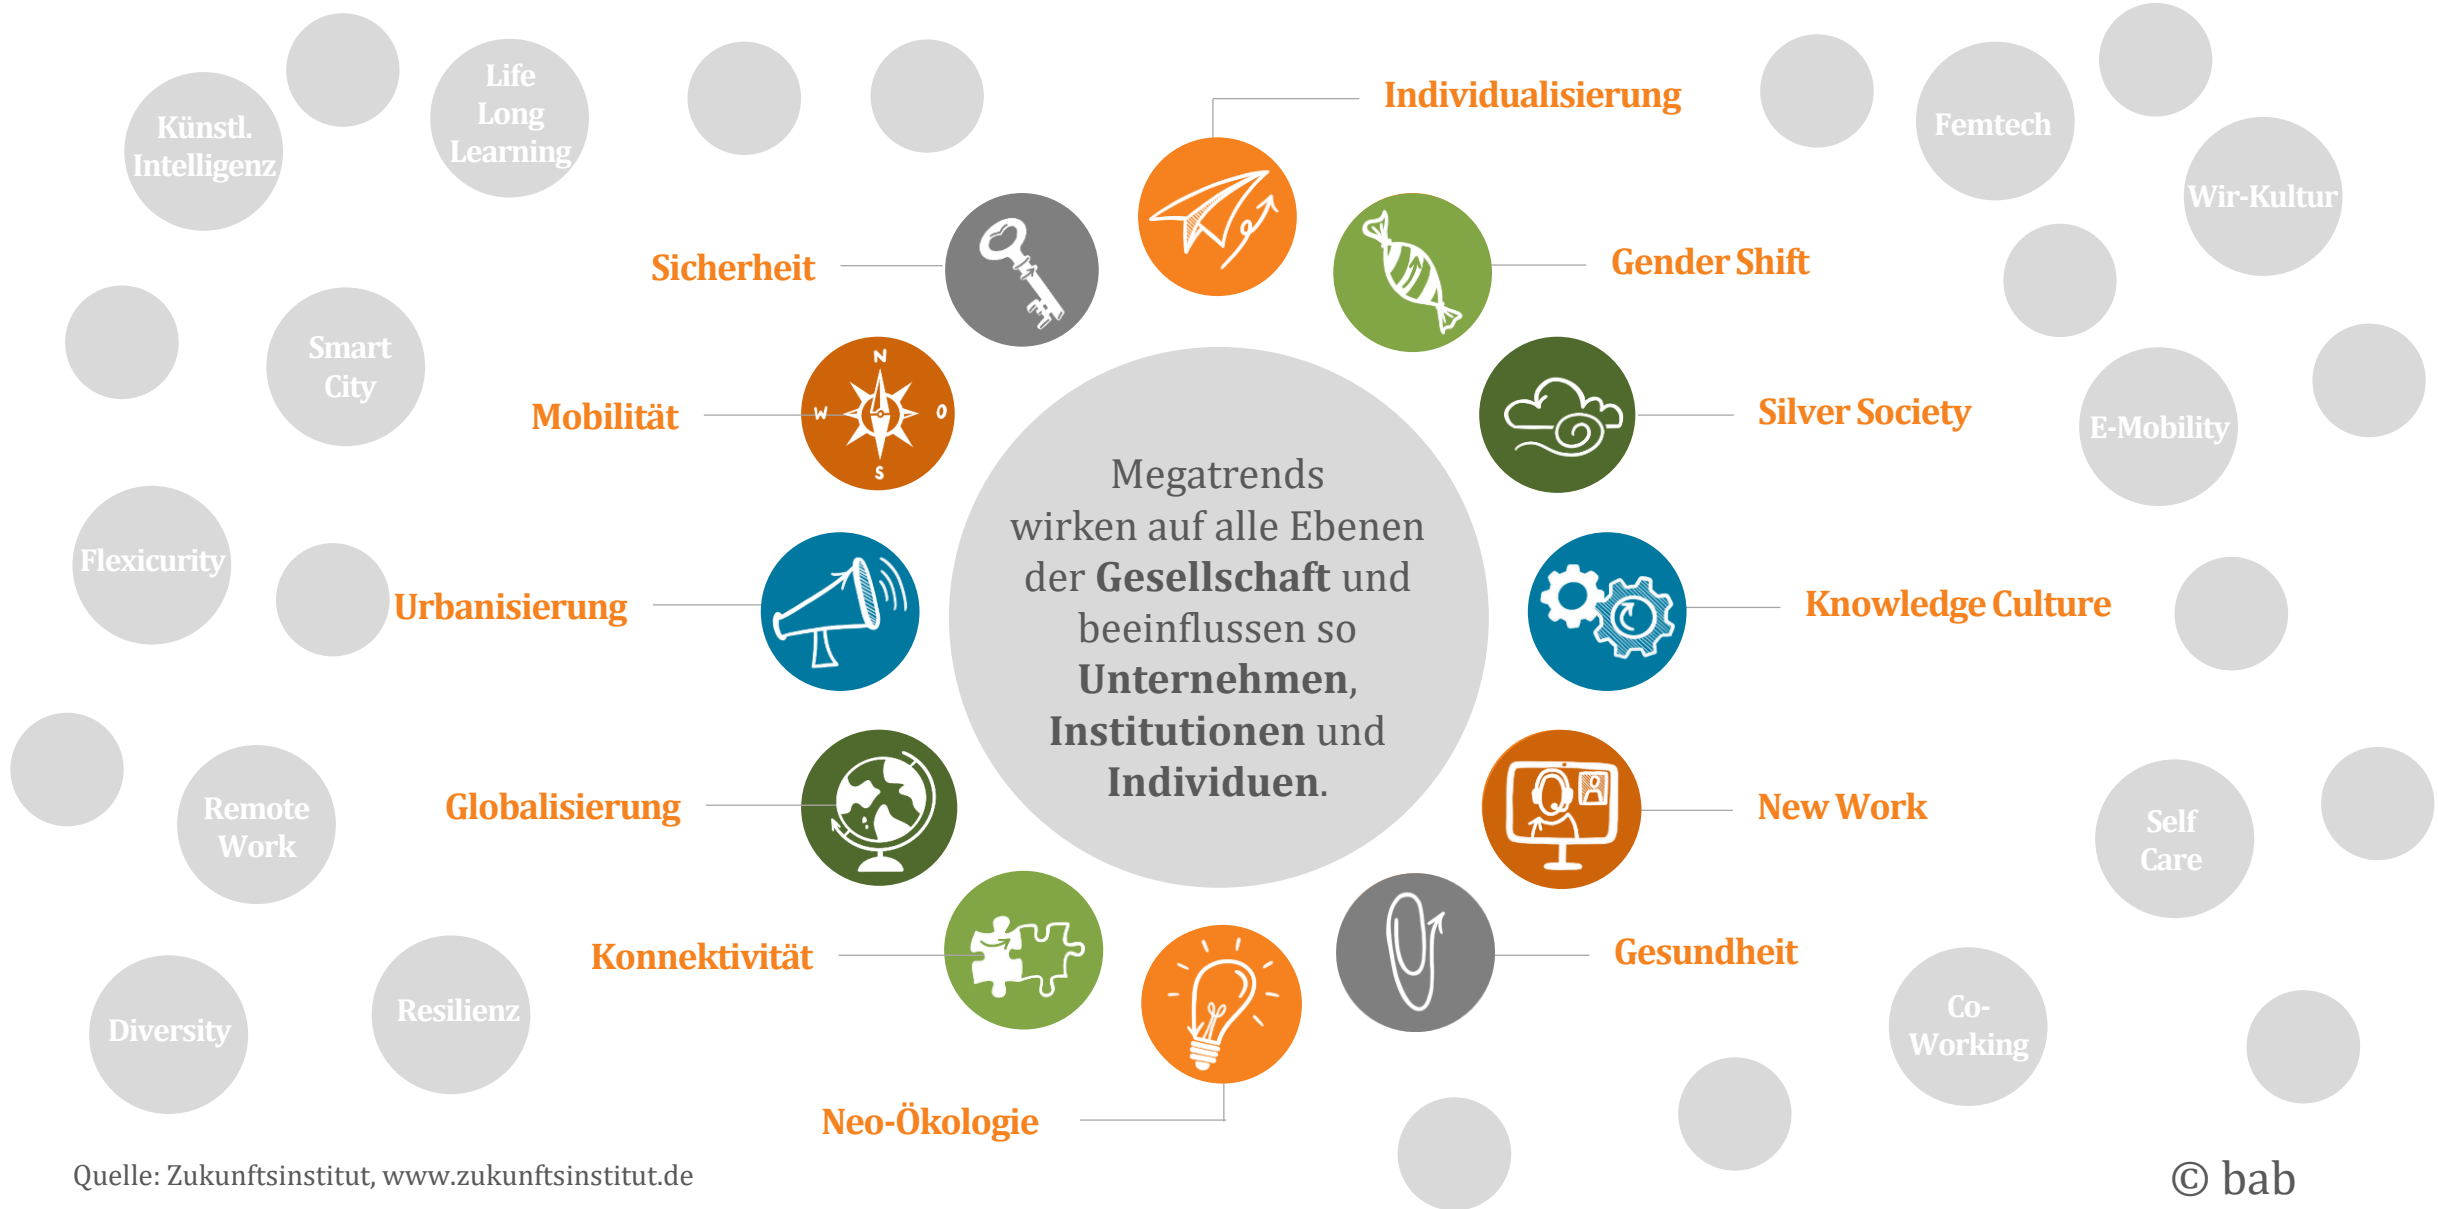 Künstl.
Intelligenz
Life
Long
Learning
Individualisierung
Femtech
Wir-Kultur
Sicherheit
Gender Shift
Smart
City
Mobilität
N
W
O
S
Silver Society
E-Mobility
Megatrends
wirken auf alle Ebenen
der Gesellschaft und
beeinflussen so
Unternehmen,
Institutionen und
Individuen.
Flexicurity
Urbanisierung
Knowledge Culture
Remote
Work
Globalisierung
New Work
Self
Care
Konnektivität
Gesundheit
Diversity
Resilienz
Co-
Working
Neo-Ökologie
Quelle: Zukunftsinstitut, www.zukunftsinstitut.de
© bab